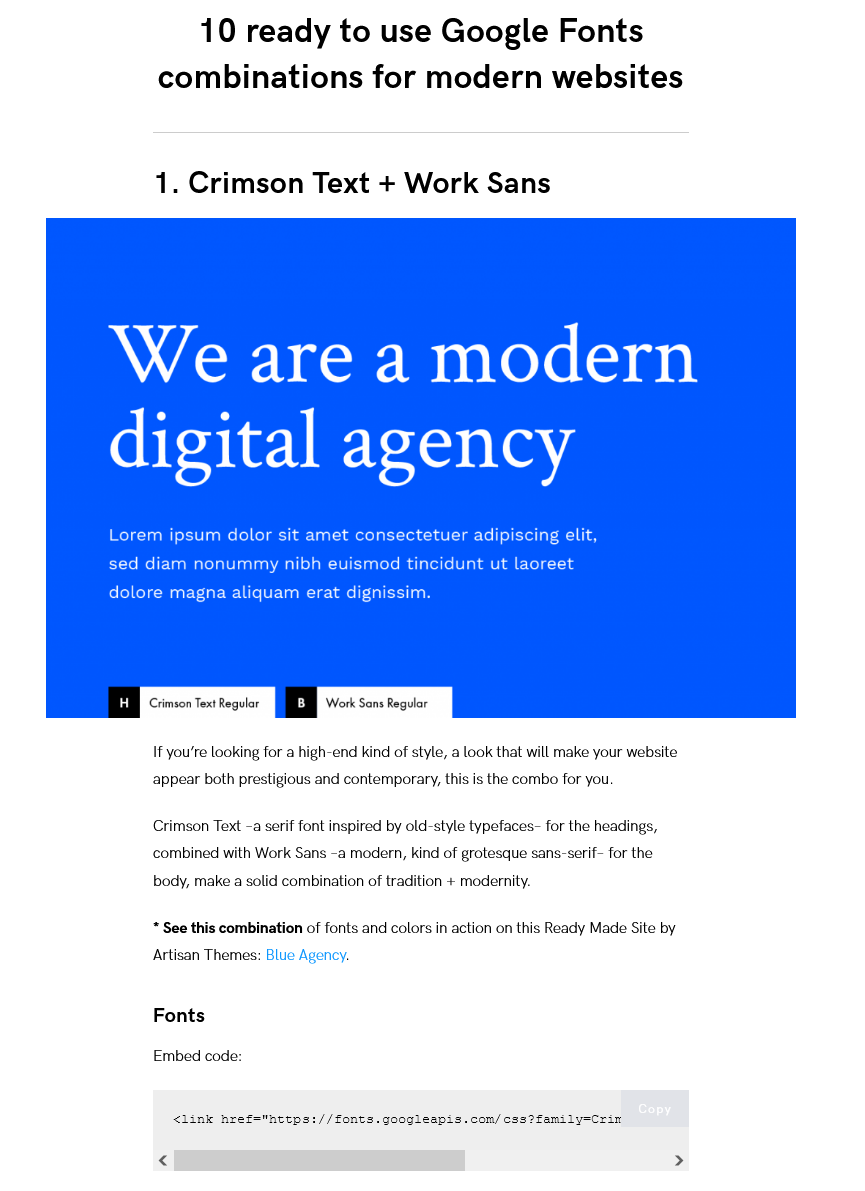 10 ready to use Google Fonts
combinations for modern websites
1. Crimson Text + Work Sans
We are a modern
digital agency
Lorem ipsum dolor sit amet consectetuer adipiscing elit,
sed diam nonummy nibh euismod tincidunt ut laoreet
dolore magna aliquam erat dignissim.
H Crimson Text Regular B Work Sans Regular
If you’re looking for a high-end kind of style, a look that will make your website
appear both prestigious and contemporary, this is the combo for you.
Crimson Text –a serif font inspired by old-style typefaces– for the headings,
combined with Work Sans –a modern, kind of grotesque sans-serif– for the
body, make a solid combination of tradition + modernity.
* See this combination of fonts and colors in action on this Ready Made Site by
Artisan Themes: Blue Agency.
Fonts
Embed code:
Copy
<link href="https://fonts.googleapis.com/css?family=Crim